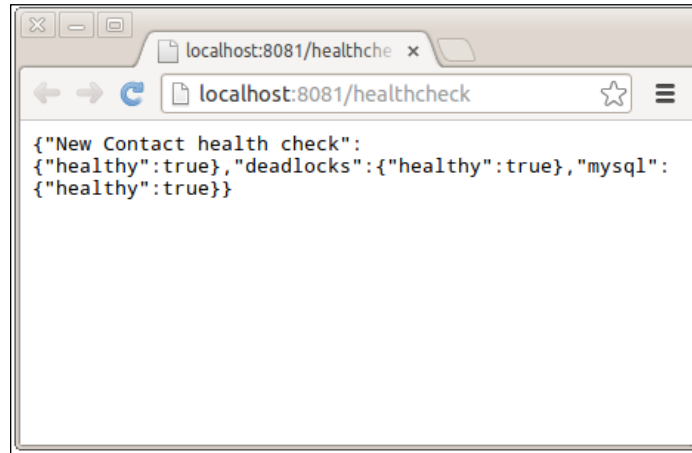 localhost:8081/healthche
localhost:8081/healthcheck
{"New Contact health check":
{"healthy":true},"deadlocks":{"healthy":true},"mysql":
{"healthy":true}}